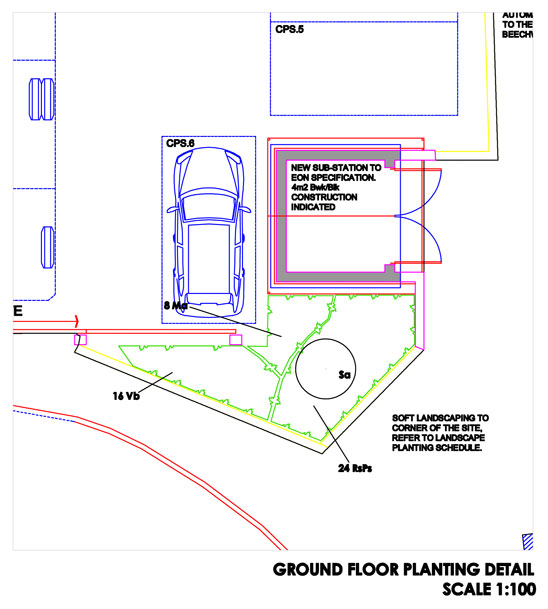 AUTOM
TO THE
BEECHW
CPS.5
CPS.6
NEW SUB-STATION TO
EON SPECIFICATION.
4m2 Bwk/Blk
CONSTRUCTION
INDICATED
E
8 Ma
Sa
16 Vb
SOFT LANDSCAPING TO
CORNER OF THE SITE,
REFER TO LANDSCAPE
PLANTING SCHEDULE.
24 RsPs
GROUND FLOOR PLANTING DETAIL
SCALE 1:100